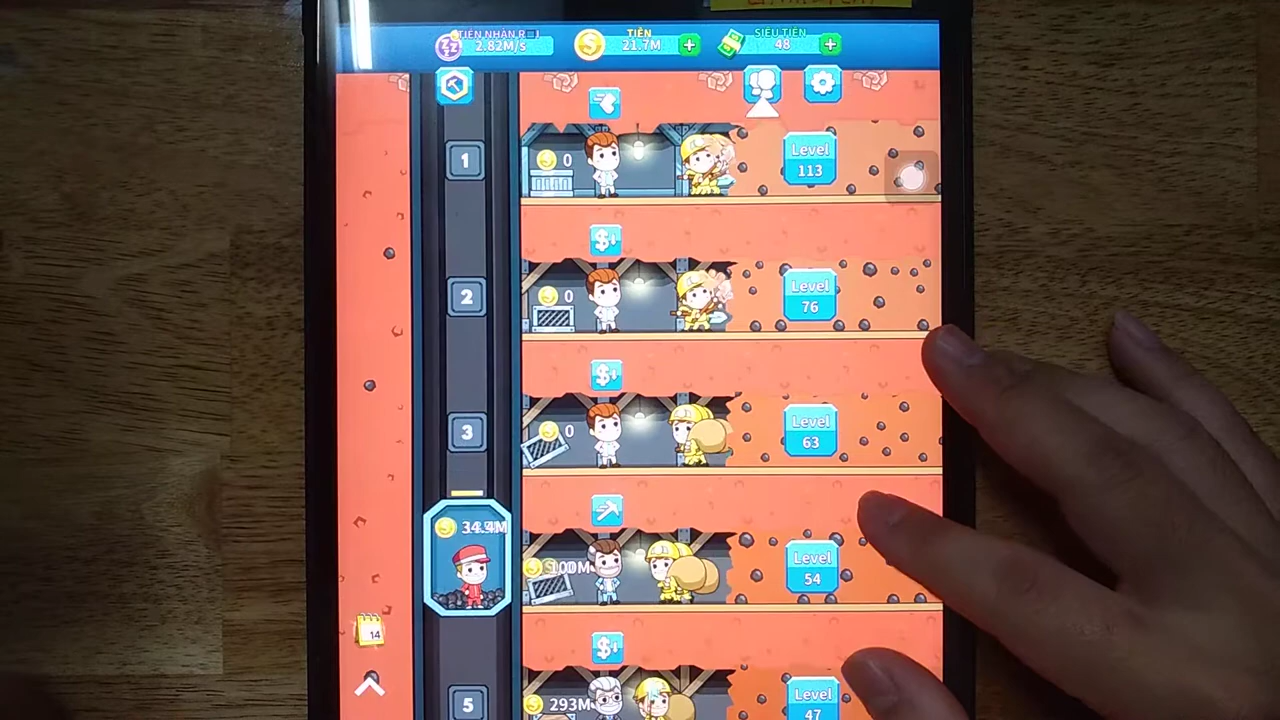 TIỀN
SIÊU TIỀN
2.82M/s
21.7M
48
1
0
Level
113
2
0
Level
76
3
0
Level
63
Level
54
14
5
293M
Level
47